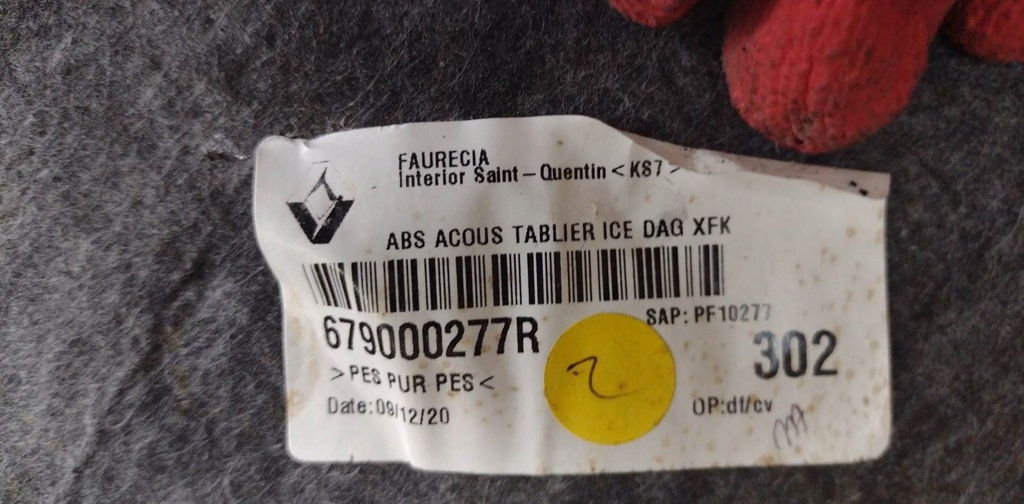 FAURECIA
Interior Saint-Quentin <KS7>
ABS ACOUS TABLIER ICE DAG XFK
SAP: PF10277
679000277R
302
>PES PUR PES<
Date:09/12/20
OP:df/cv